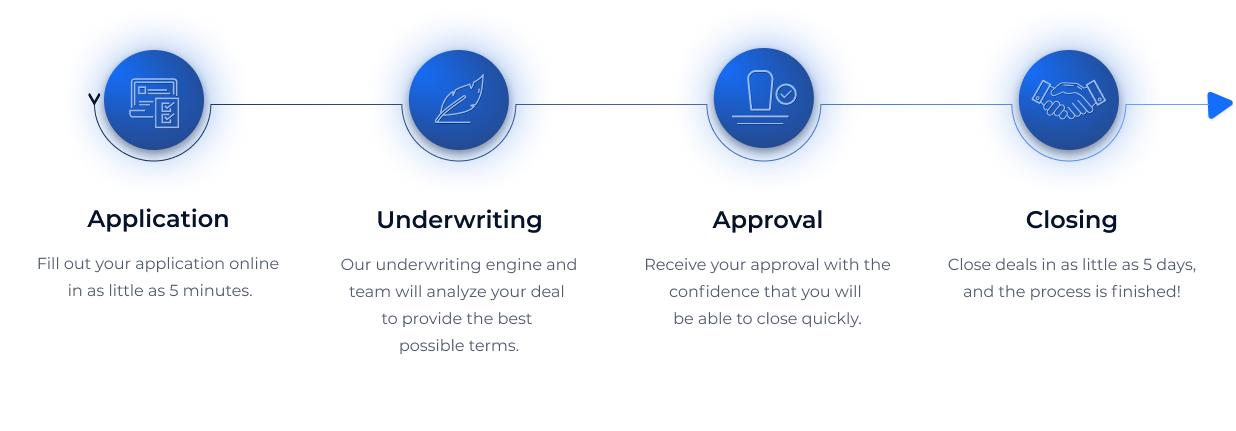 Application
Fill out your application online
in as little as 5 minutes.
Underwriting
Our underwriting engine and
team will analyze your deal
to provide the best
possible terms.
Approval
Receive your approval with the
confidence that you will
be able to close quickly.
Closing
Close deals in as little as 5 days,
and the process is finished!